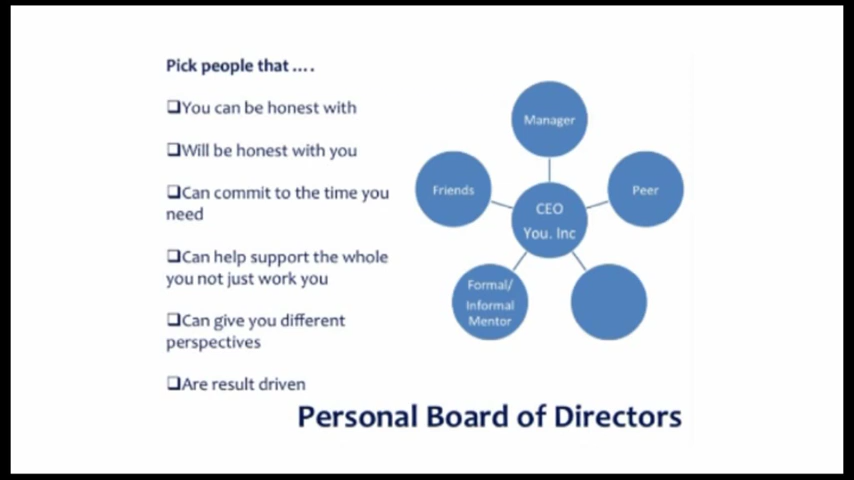 Pick people that ....
❑You can be honest with
❑Will be honest with you
❑Can commit to the time you
need
❑Can help support the whole
you not just work you
❑Can give you different
perspectives
❑Are result driven
Manager
Friends
Peer
CEO
You. Inc
Formal/
Informal
Mentor
Personal Board of Directors